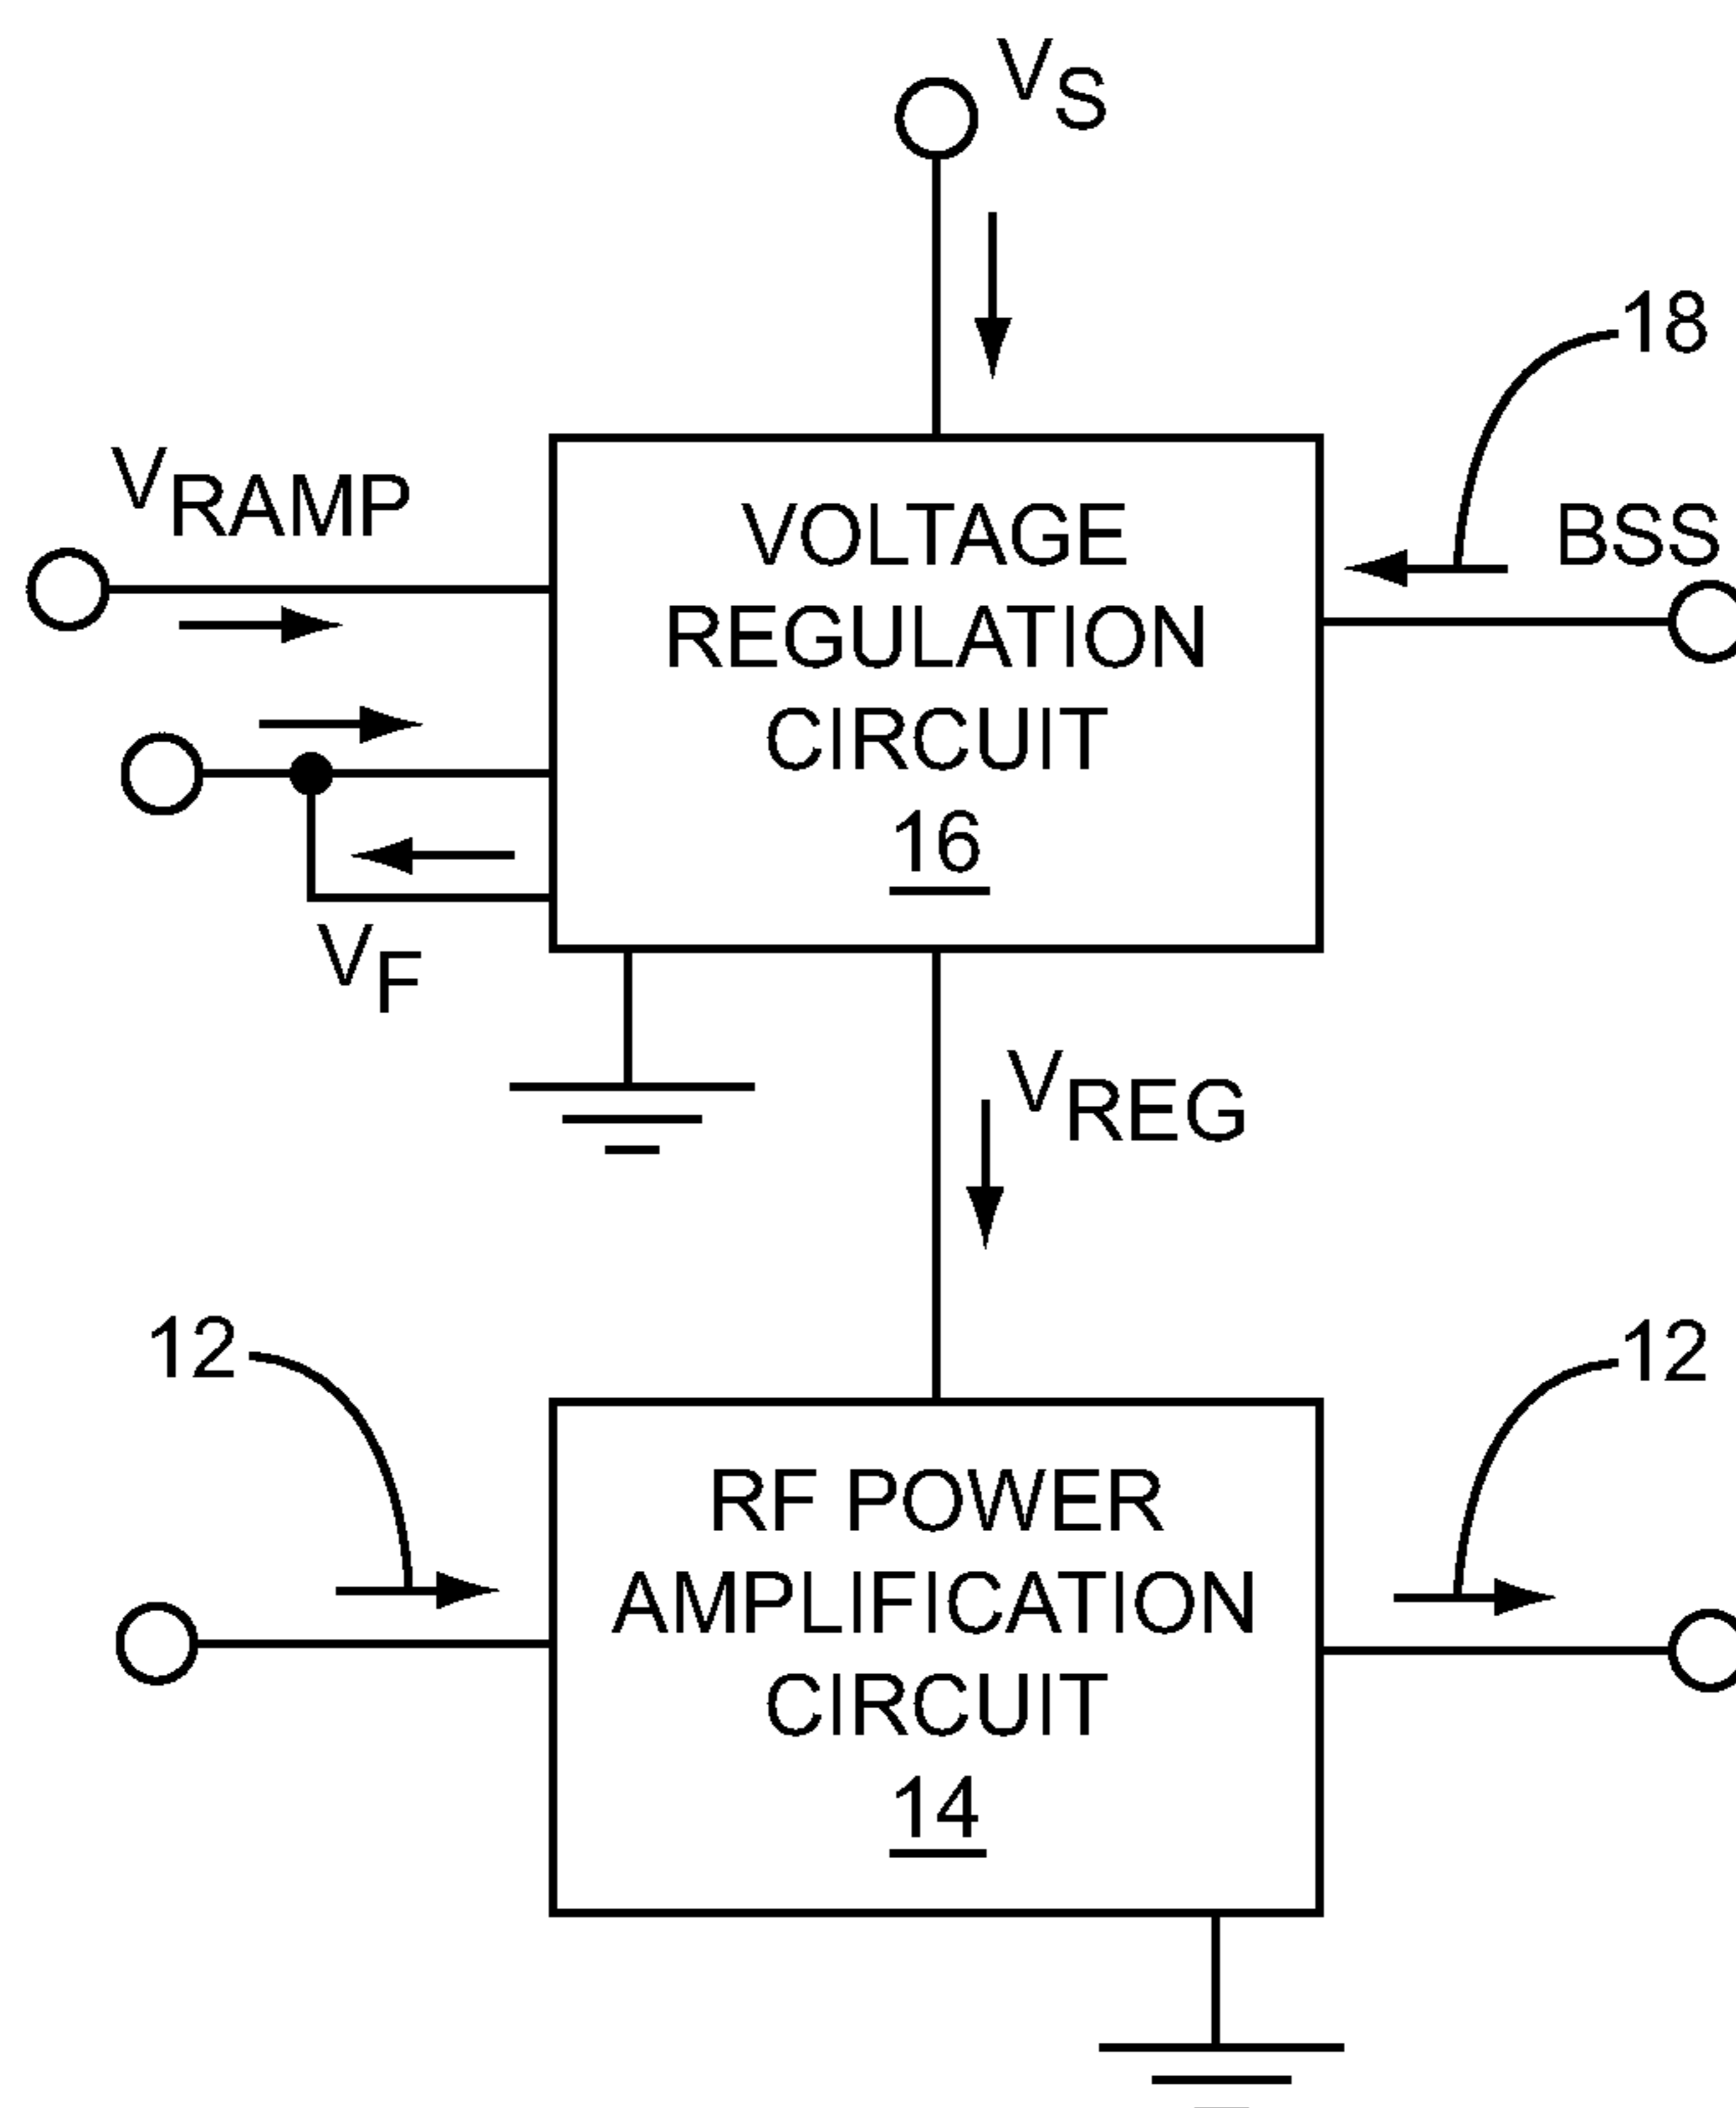 VS
18
VRAMP
BSS
VOLTAGE
REGULATION
CIRCUIT
16
VF
VREG
12
12
RF POWER
AMPLIFICATION
CIRCUIT
14